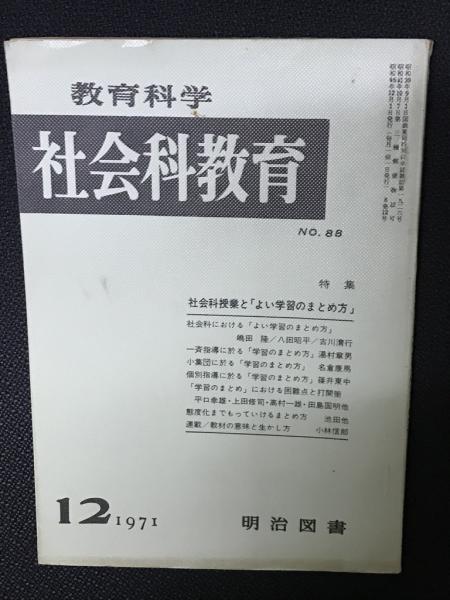 教育科学
社会科教育
NO.88
特集
社会科授業と「よい学習のまとめ方」
社会科における「よい学習のまとめ方」
嶋田 隆／八田昭平／古川清行
一斉指導に於る「学習のまとめ方」湯村章男
小集団に於る「学習のまとめ方」 名倉康馬
個別指導に於る「学習のまとめ方」篠井東中
「学習のまとめ」における困難点と打開策
平口幸雄・上田修司・高村一雄・田島国明他
態度化までもっていけるまとめ方 池田他
連載／教材の意味と生かし方 小林信郎
12 1971
明治図書